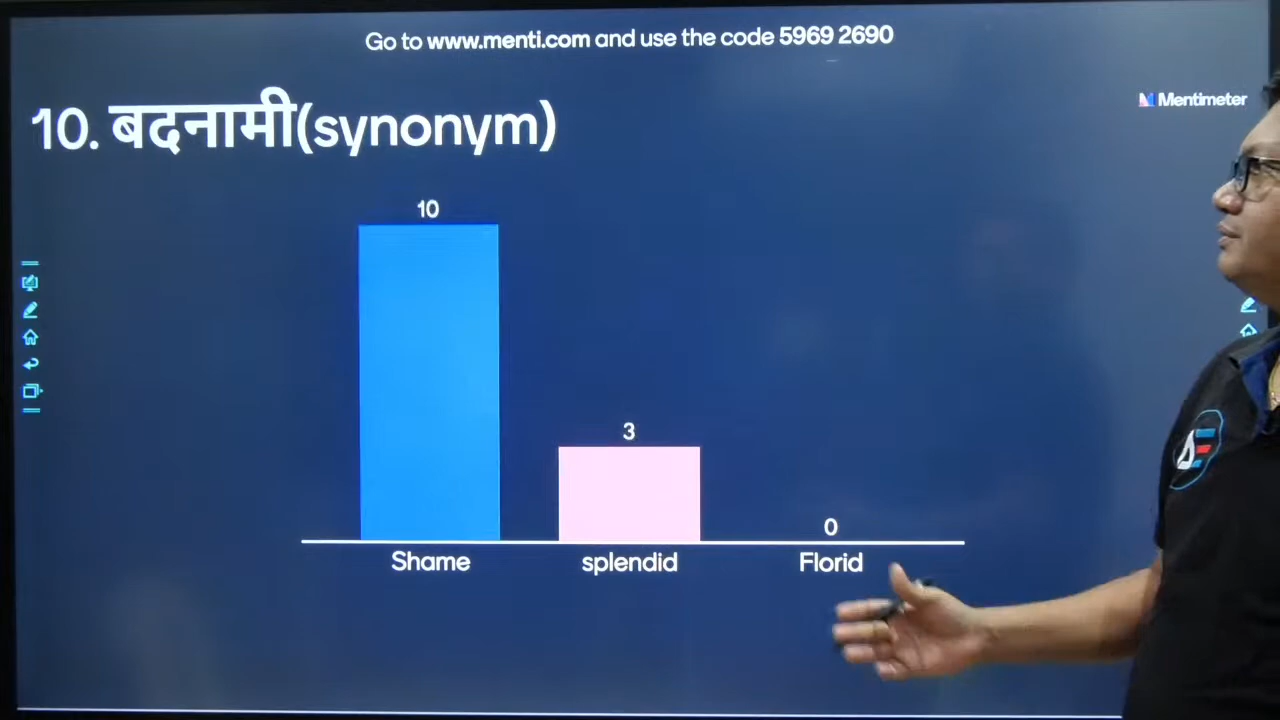 Go to www.menti.com and use the code 5969 2690
Mentimeter
10. बदनामी(synonym)
10
3
0
Shame
splendid
Florid